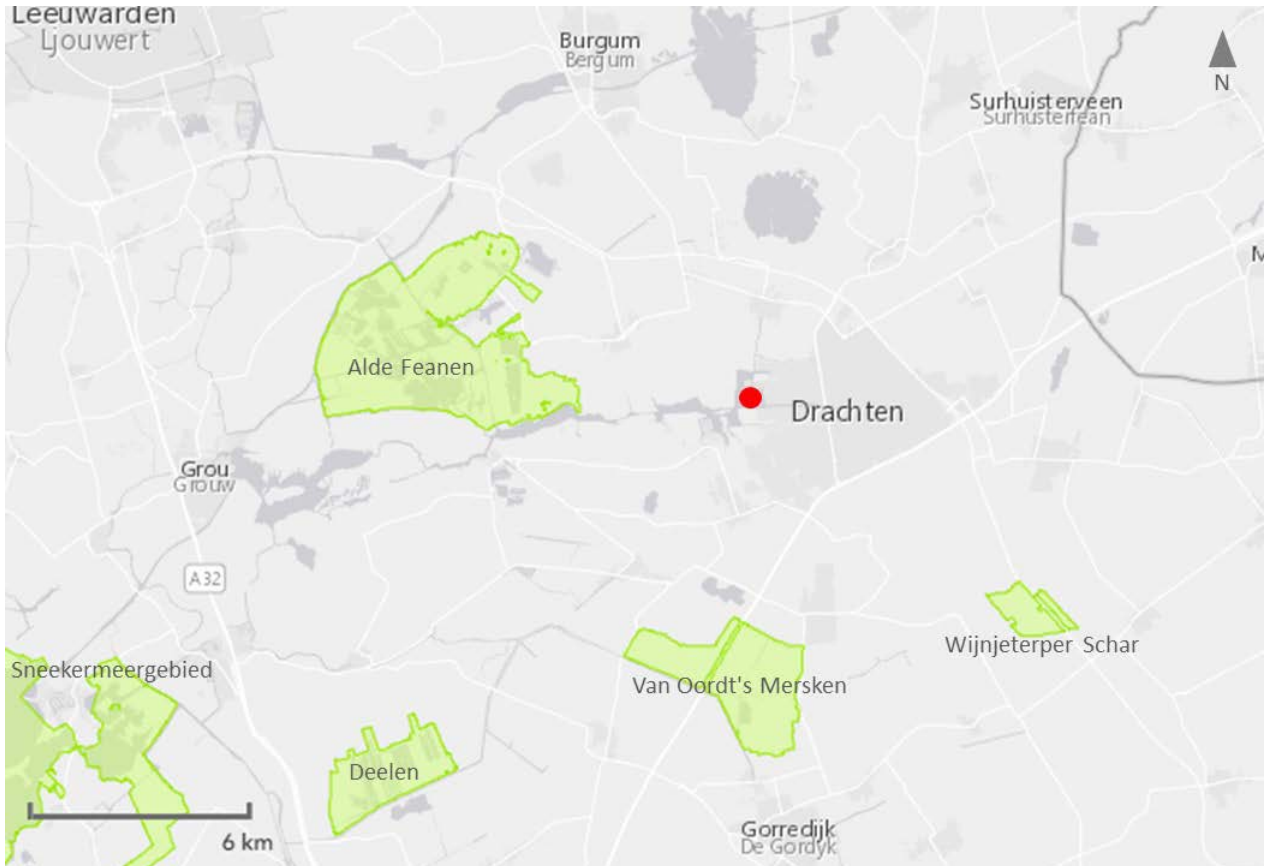 Leeuwarden
Ljouwert
Burgum
Bergum
N
Surhuisterveen
Surhústerfean
M
Alde Feanen
Drachten
Grou
Grouw
A32
Wijnjeterper Schar
Sneekermeergebied
Van Oordt's Mersken
Deelen
6 km
Gorredijk
De Gordyk